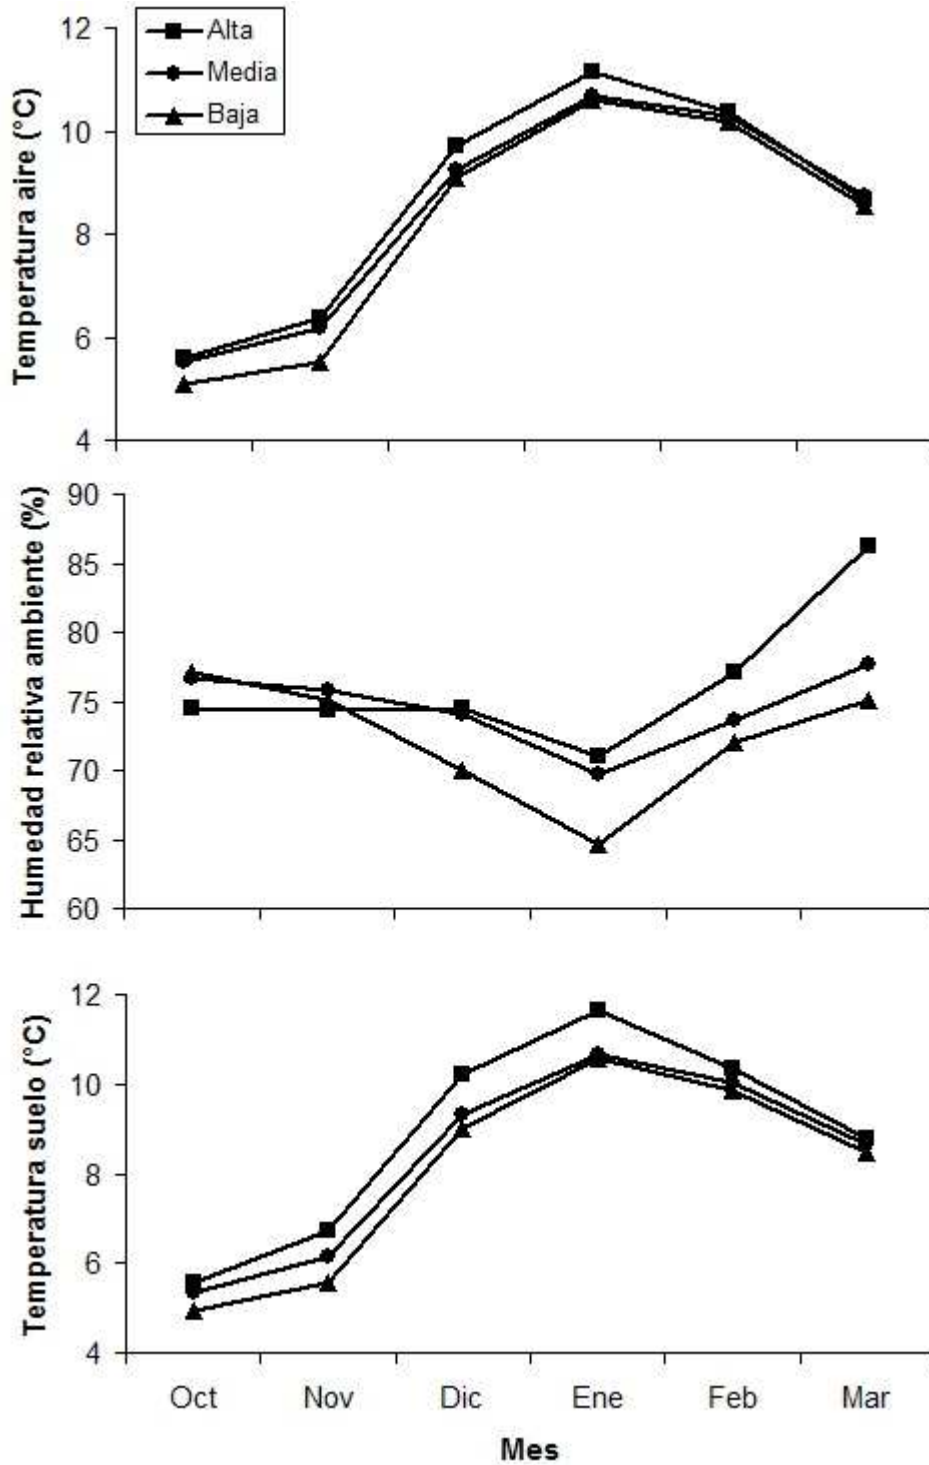 12
10
8
6
4
Temperatura aire (°C)
Alta
Media
Baja
90
85
80
75
70
65
60
Humedad relativa ambiente (%)
12
10
8
6
4
Temperatura suelo (°C)
Oct Nov Dic Ene Feb Mar
Mes